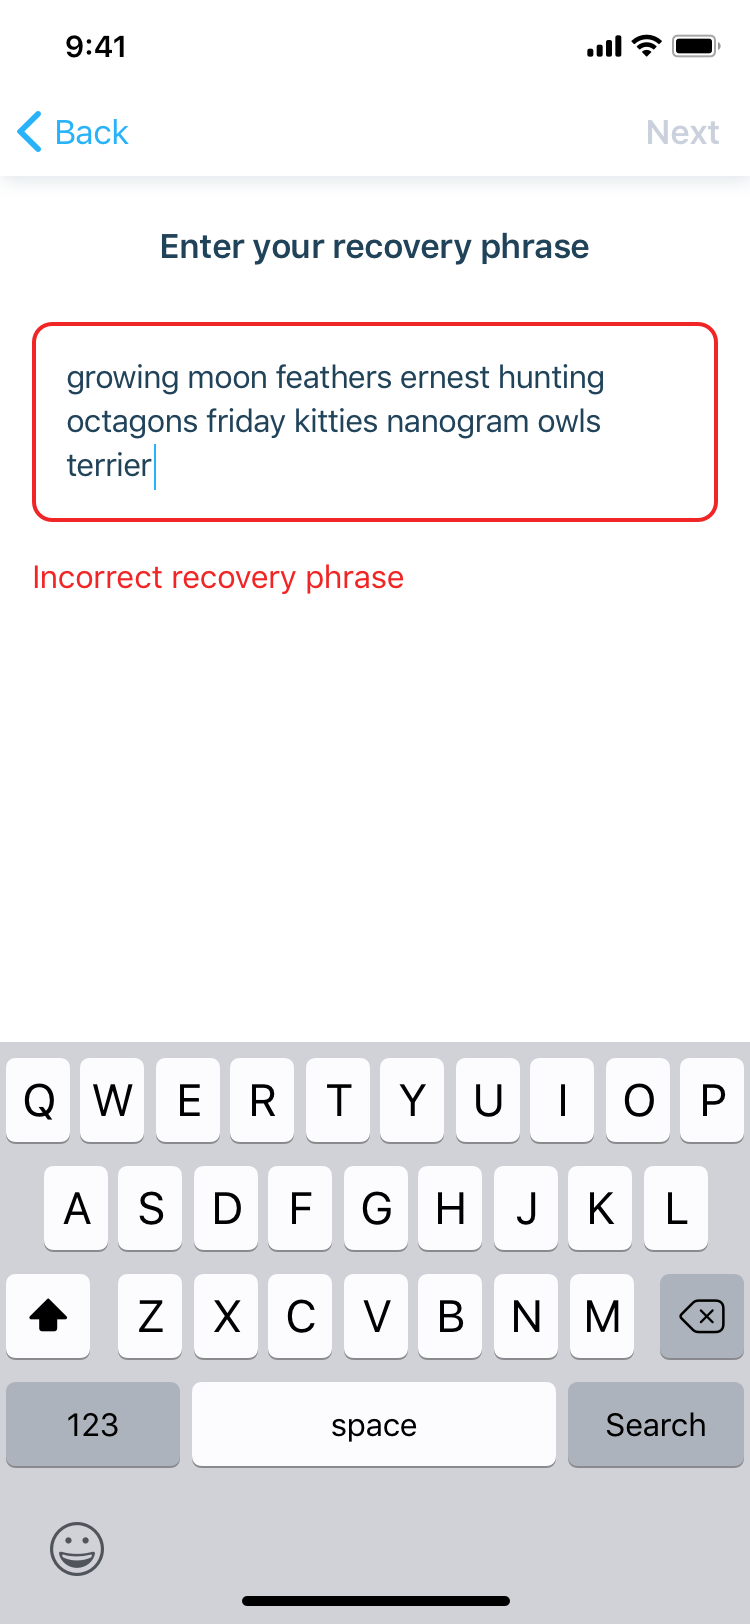 9:41
Back
Next
Enter your recovery phrase
growing moon feathers ernest hunting
octagons friday kitties nanogram owls
terrier
Incorrect recovery phrase
Q W E R T Y U I O P
A S D F G H J K L
Z X C V B N M
123 space Search